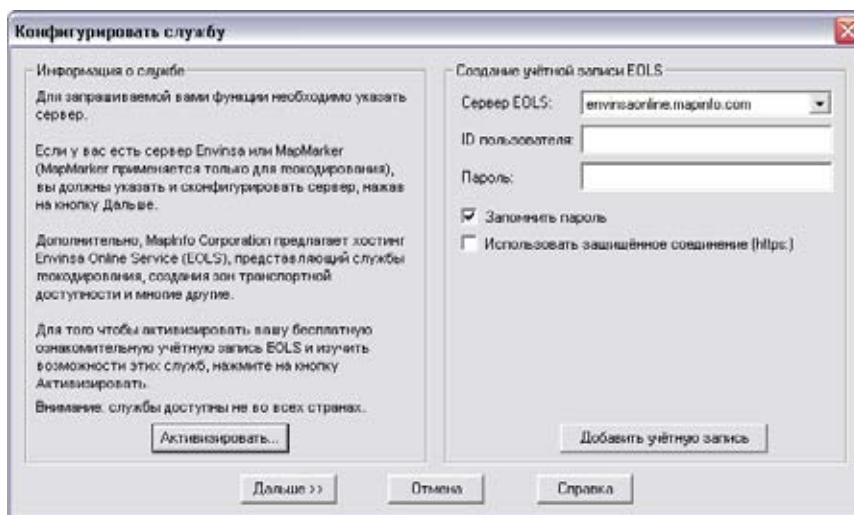 Конфигурировать службу
Информация о службе
Для запрашиваемой вами функции необходимо указать
сервер.
Если у вас есть сервер Envinsa или MapMarker
(MapMarker применяется только для геокодирования),
вы должны указать и сконфигурировать сервер, нажав
на кнопку Дальше.
Дополнительно, MapInfo Corporation предлагает хостинг
Envinsa Online Service (EOLS), представляющий службы
геокодирования, создания зон транспортной
доступности и многие другие.
Для того чтобы активизировать вашу бесплатную
ознакомительную учётную запись EOLS и изучить
возможности этих служб, нажмите на кнопку
Активизировать.
Внимание: службы доступны не во всех странах.
Активизировать...
Создание учётной записи EOLS
Сервер EOLS: envinsaonline.mapinfo.com
ID пользователя:
Пароль:
Запомнить пароль
Использовать защищённое соединение (https:)
Добавить учётную запись
Дальше >> Отмена Справка